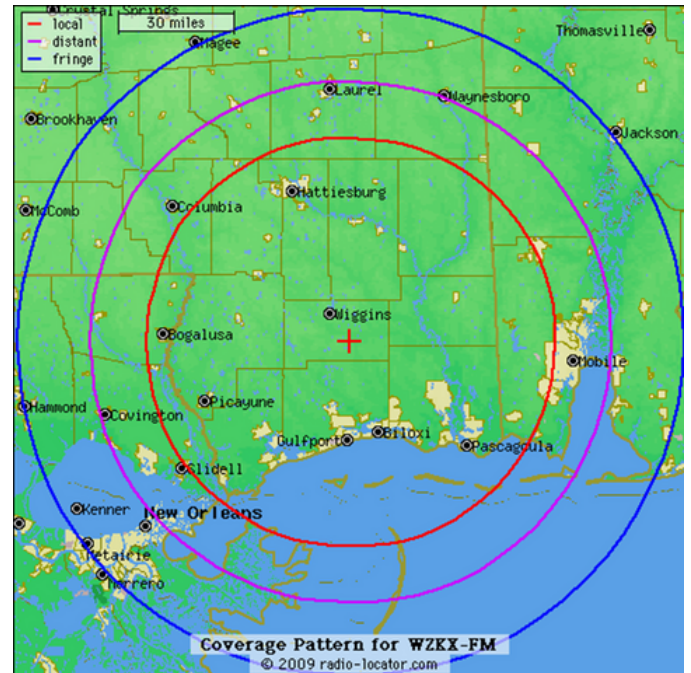 Crystal Springs
local
distant
fringe
30 miles
Magee
Thomasville
Laurel
Waynesboro
Brookhaven
Jackson
Hattiesburg
McComb
Columbia
Wiggins
Bogalusa
Mobile
Hammond
Covington
Picayune
Gulfport
Biloxi
Pascagoula
Slidell
Kenner
New Orleans
Metairie
Marrero
Coverage Pattern for WZKX-FM
© 2009 radio-locator.com